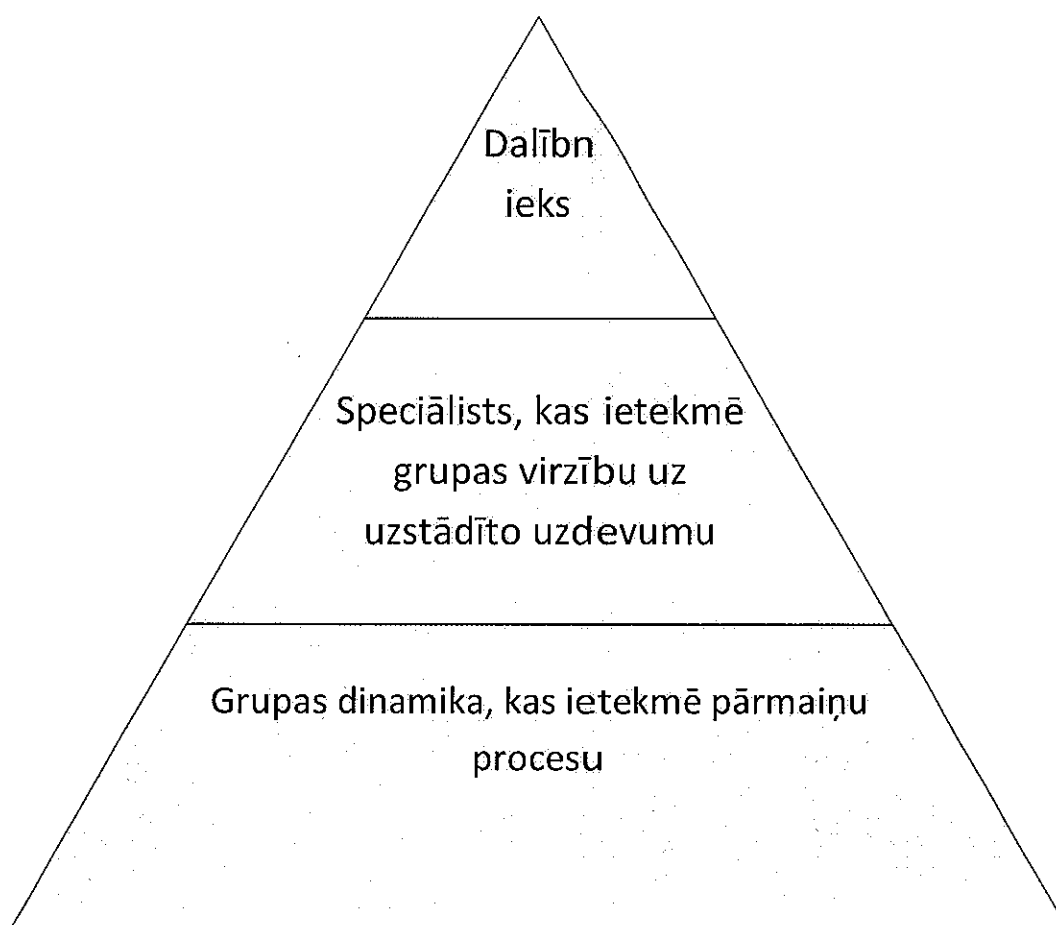 Dalībn
ieks
Speciālists, kas ietekmē
grupas virzību uz
uzstādīto uzdevumu
Grupas dinamika, kas ietekmē pārmaiņu
procesu